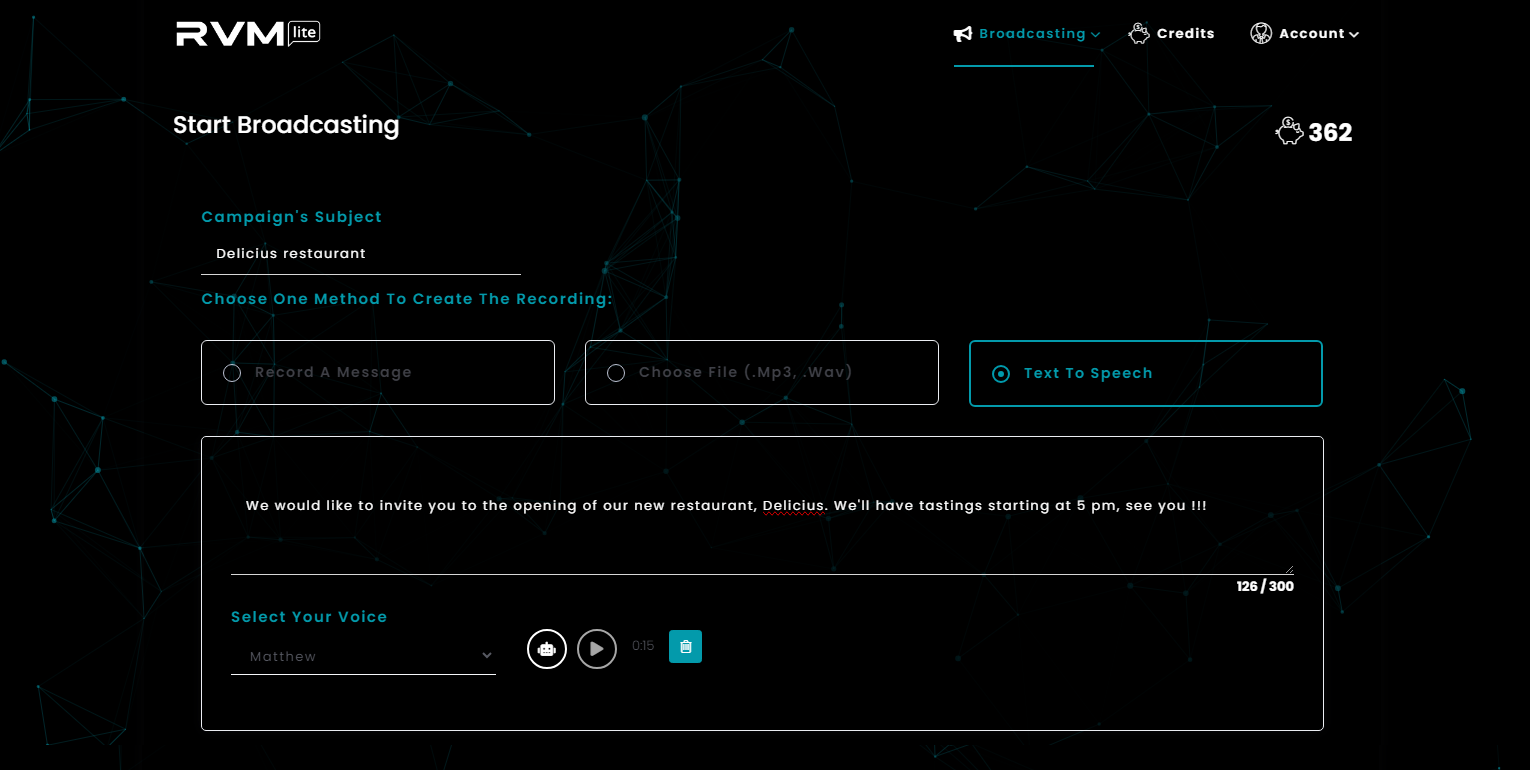 RVM lite
Broadcasting
Credits
Account
Start Broadcasting
362
Campaign's Subject
Delicius restaurant
Choose One Method To Create The Recording:
Record A Message
Choose File (.Mp3, .Wav)
Text To Speech
We would like to invite you to the opening of our new restaurant, Delicius. We'll have tastings starting at 5 pm, see you !!!
126 / 300
Select Your Voice
Matthew
0:15